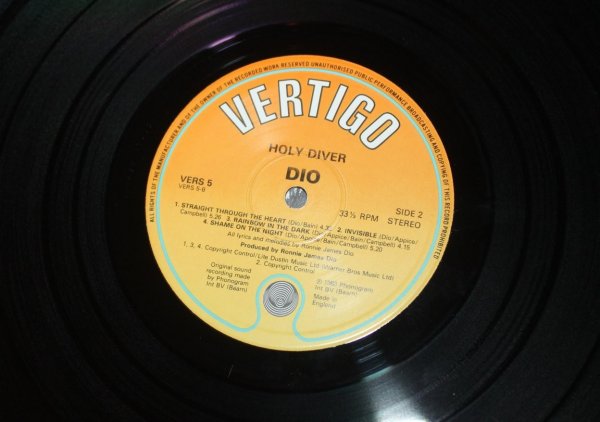 ALL RIGHTS OF THE MANUFACTURER AND OF THE OWNER OF THE RECORDED WORK RESERVED UNAUTHORISED PUBLIC PERFORMANCE BROADCASTING AND COPYING OF THIS RECORD PROHIBITED
VERTIGO
HOLY DIVER
DIO
VERS 5
VERS 5-B
33⅓ RPM
SIDE 2
STEREO
1. STRAIGHT THROUGH THE HEART (Dio/Bain) 4.32 2. INVISIBLE (Dio/Appice/
Campbell) 5.26 3. RAINBOW IN THE DARK (Dio/Appice/Bain/Campbell) 4.15
4. SHAME ON THE NIGHT (Dio/Appice/Bain/Campbell) 5.20
All lyrics and melodies by Ronnie James Dio
Produced by Ronnie James Dio
1, 3, 4. Copyright Control/Lite Dustin Music Ltd (Warner Bros Music Ltd)
2. Copyright Control
Original sound
recording made
by Phonogram
Int BV (Baarn)
℗ 1983 Phonogram
Int BV (Baarn)
Made in
England